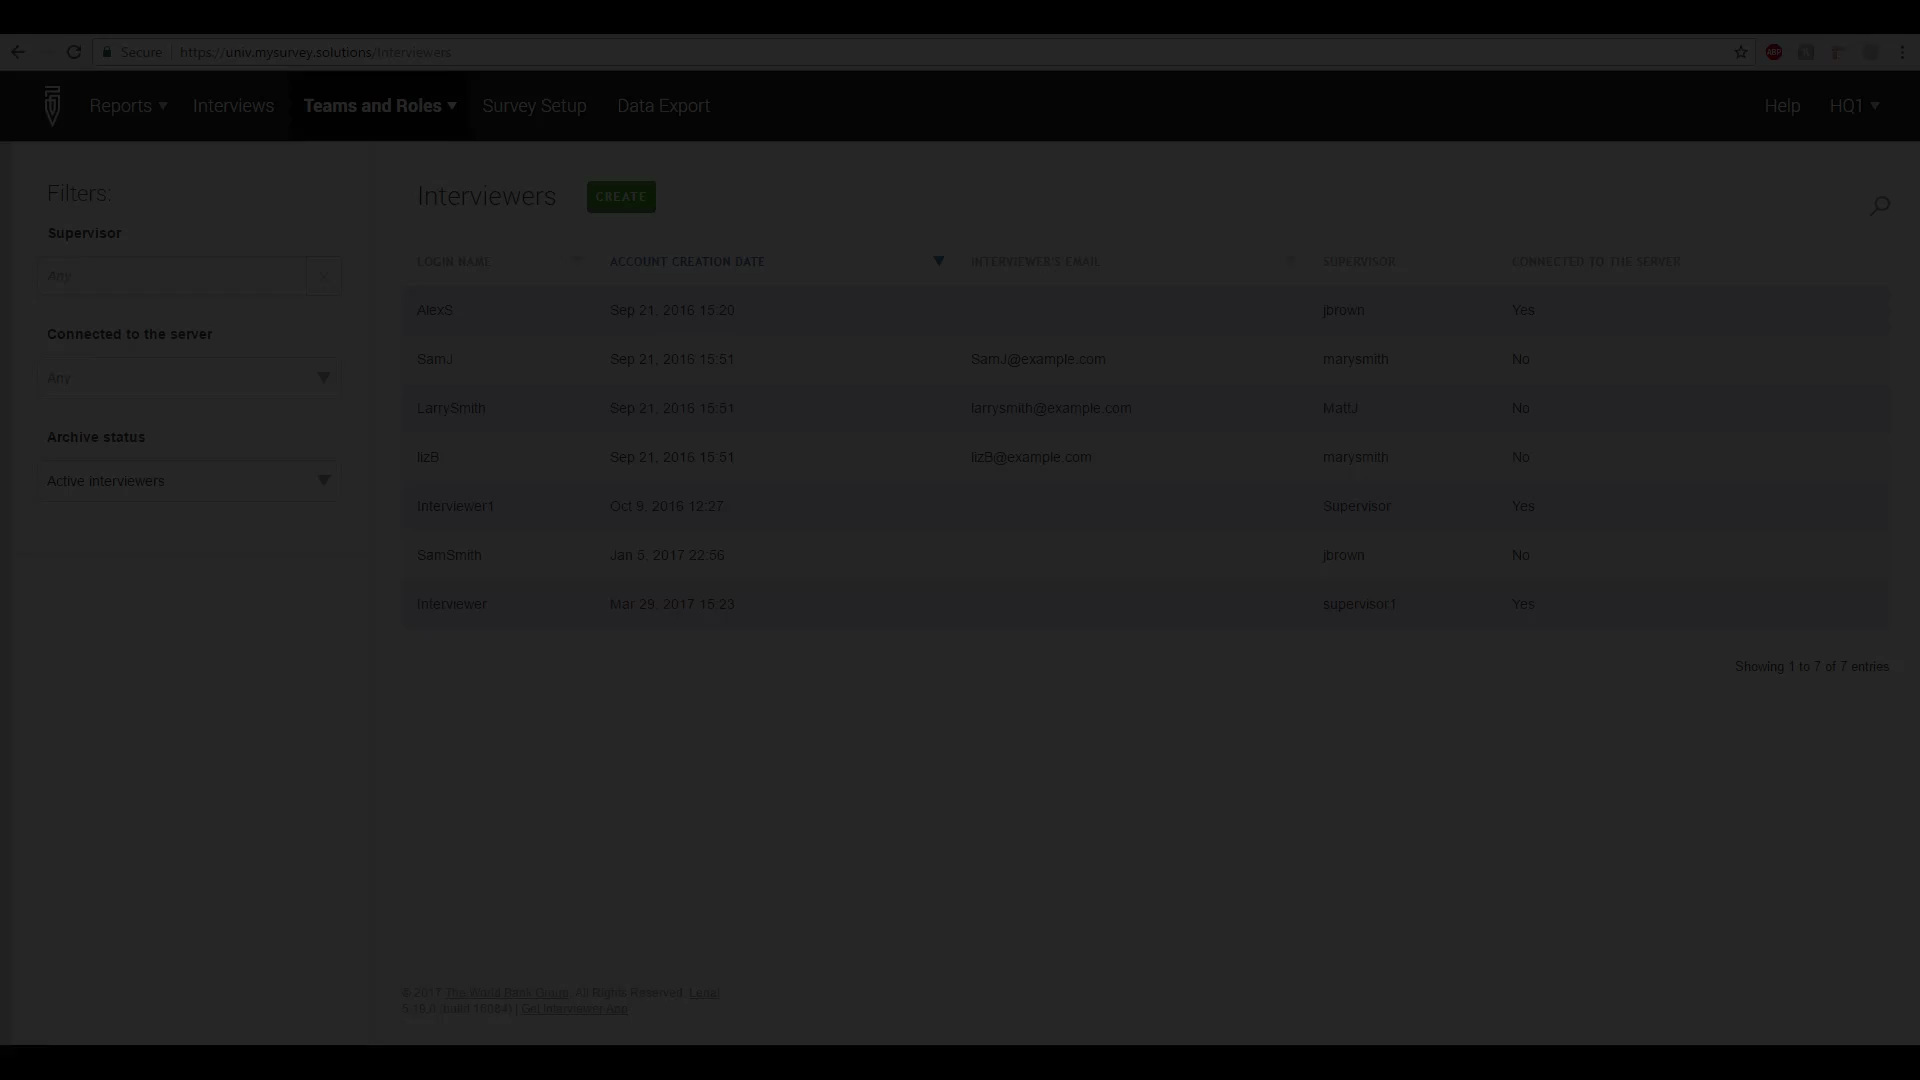 Secure https://univ.mysurvey.solutions/Interviewers
ABP
Reports Interviews Teams and Roles Survey Setup Data Export Help HQ1
Filters:
Supervisor
Any
Connected to the server
Any
Archive status
Active interviewers
Interviewers CREATE
LOGIN NAME ACCOUNT CREATION DATE INTERVIEWER'S EMAIL SUPERVISOR CONNECTED TO THE SERVER
AlexS Sep 21, 2016 15:20 jbrown Yes
SamJ Sep 21, 2016 15:51 SamJ@example.com marysmith No
LarrySmith Sep 21, 2016 15:51 larrysmith@example.com MattJ No
lizB Sep 21, 2016 15:51 lizB@example.com marysmith No
Interviewer1 Oct 9, 2016 12:27 Supervisor Yes
SamSmith Jan 5, 2017 22:56 jbrown No
Interviewer Mar 29, 2017 15:23 supervisor1 Yes
Showing 1 to 7 of 7 entries
© 2017 The World Bank Group. All Rights Reserved. Legal
(build 16084) | Get Interviewer App